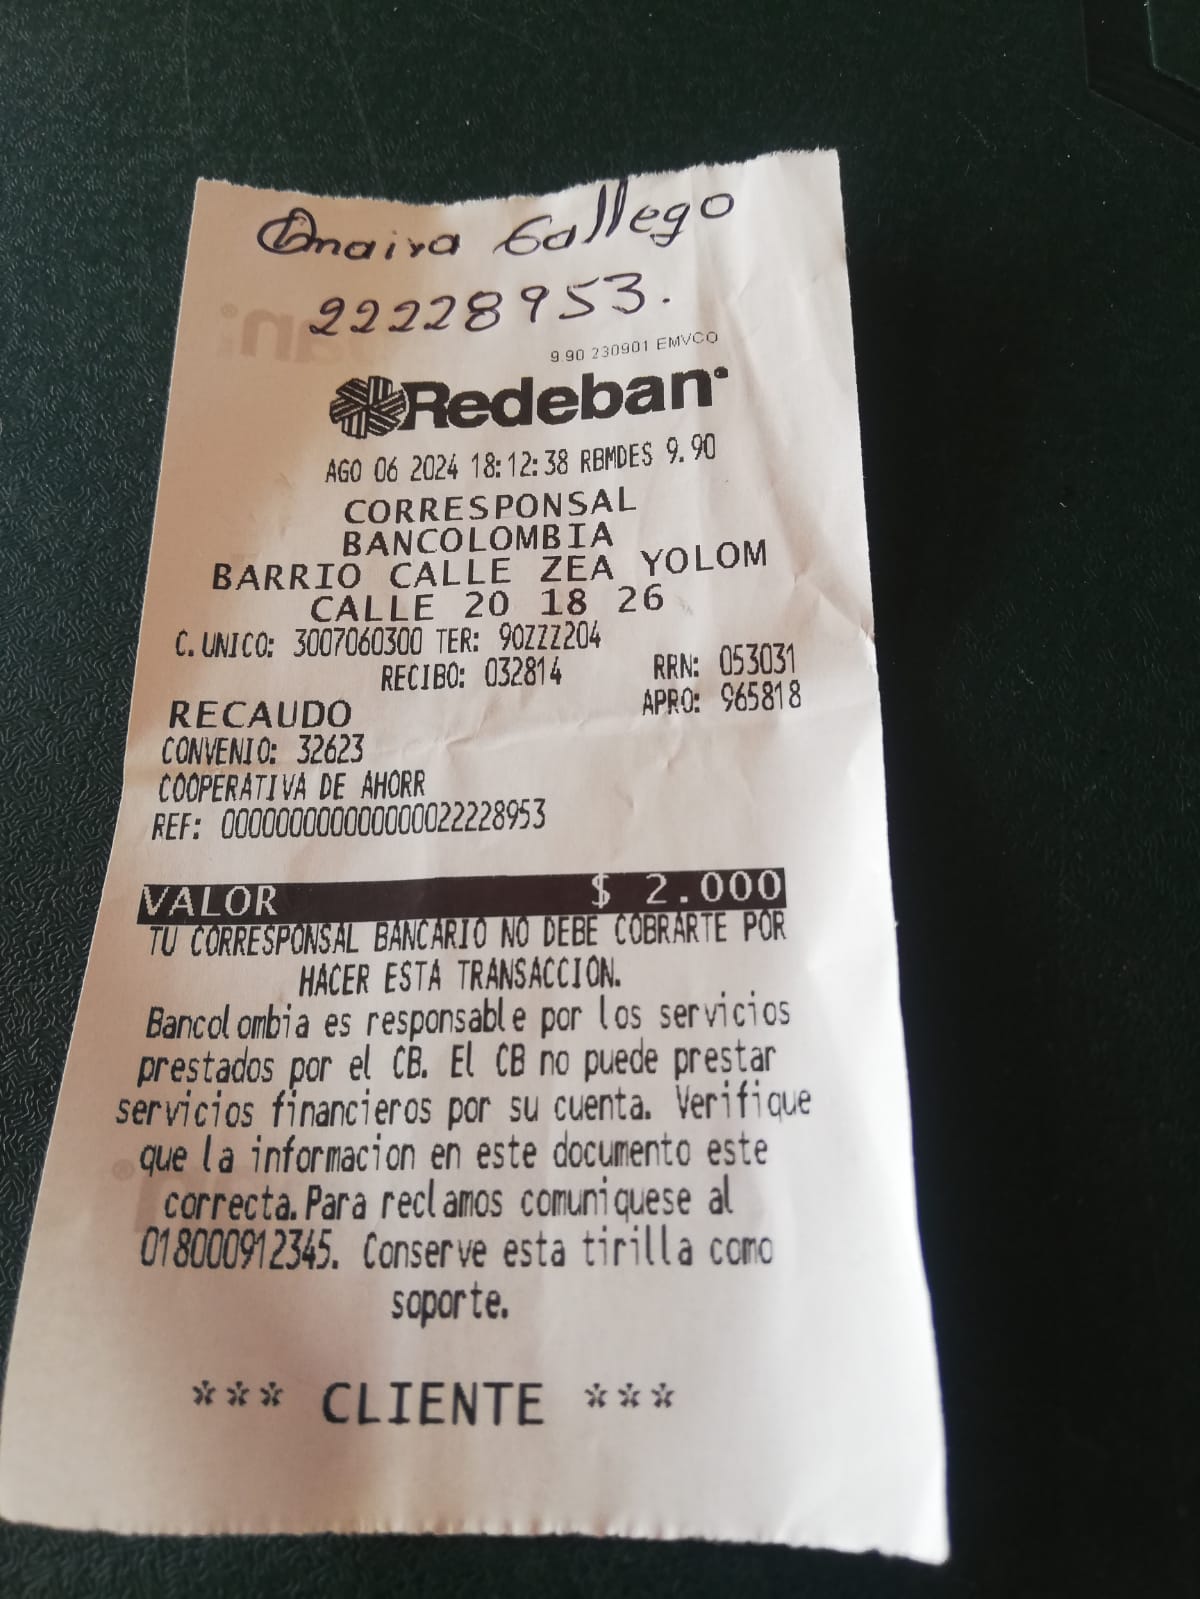 Omaira Gallego
22228953.
9.90 230901 EMVCO
Redeban
AGO 06 2024 18:12:38 RBMDES 9.90
CORRESPONSAL
BANCOLOMBIA
BARRIO CALLE ZEA YOLOM
CALLE 20 18 26
C. UNICO: 3007060300 TER: 90ZZZ204
RECIBO: 032814 RRN: 053031
APRO: 965818
RECAUDO
CONVENIO: 32623
COOPERATIVA DE AHORR
REF: 000000000000000022228953
VALOR $ 2.000
TU CORRESPONSAL BANCARIO NO DEBE COBRARTE POR
HACER ESTA TRANSACCION.
Bancolombia es responsable por los servicios
prestados por el CB. El CB no puede prestar
servicios financieros por su cuenta. Verifique
que la informacion en este documento este
correcta. Para reclamos comuniquese al
018000912345. Conserve esta tirilla como
soporte.
*** CLIENTE ***